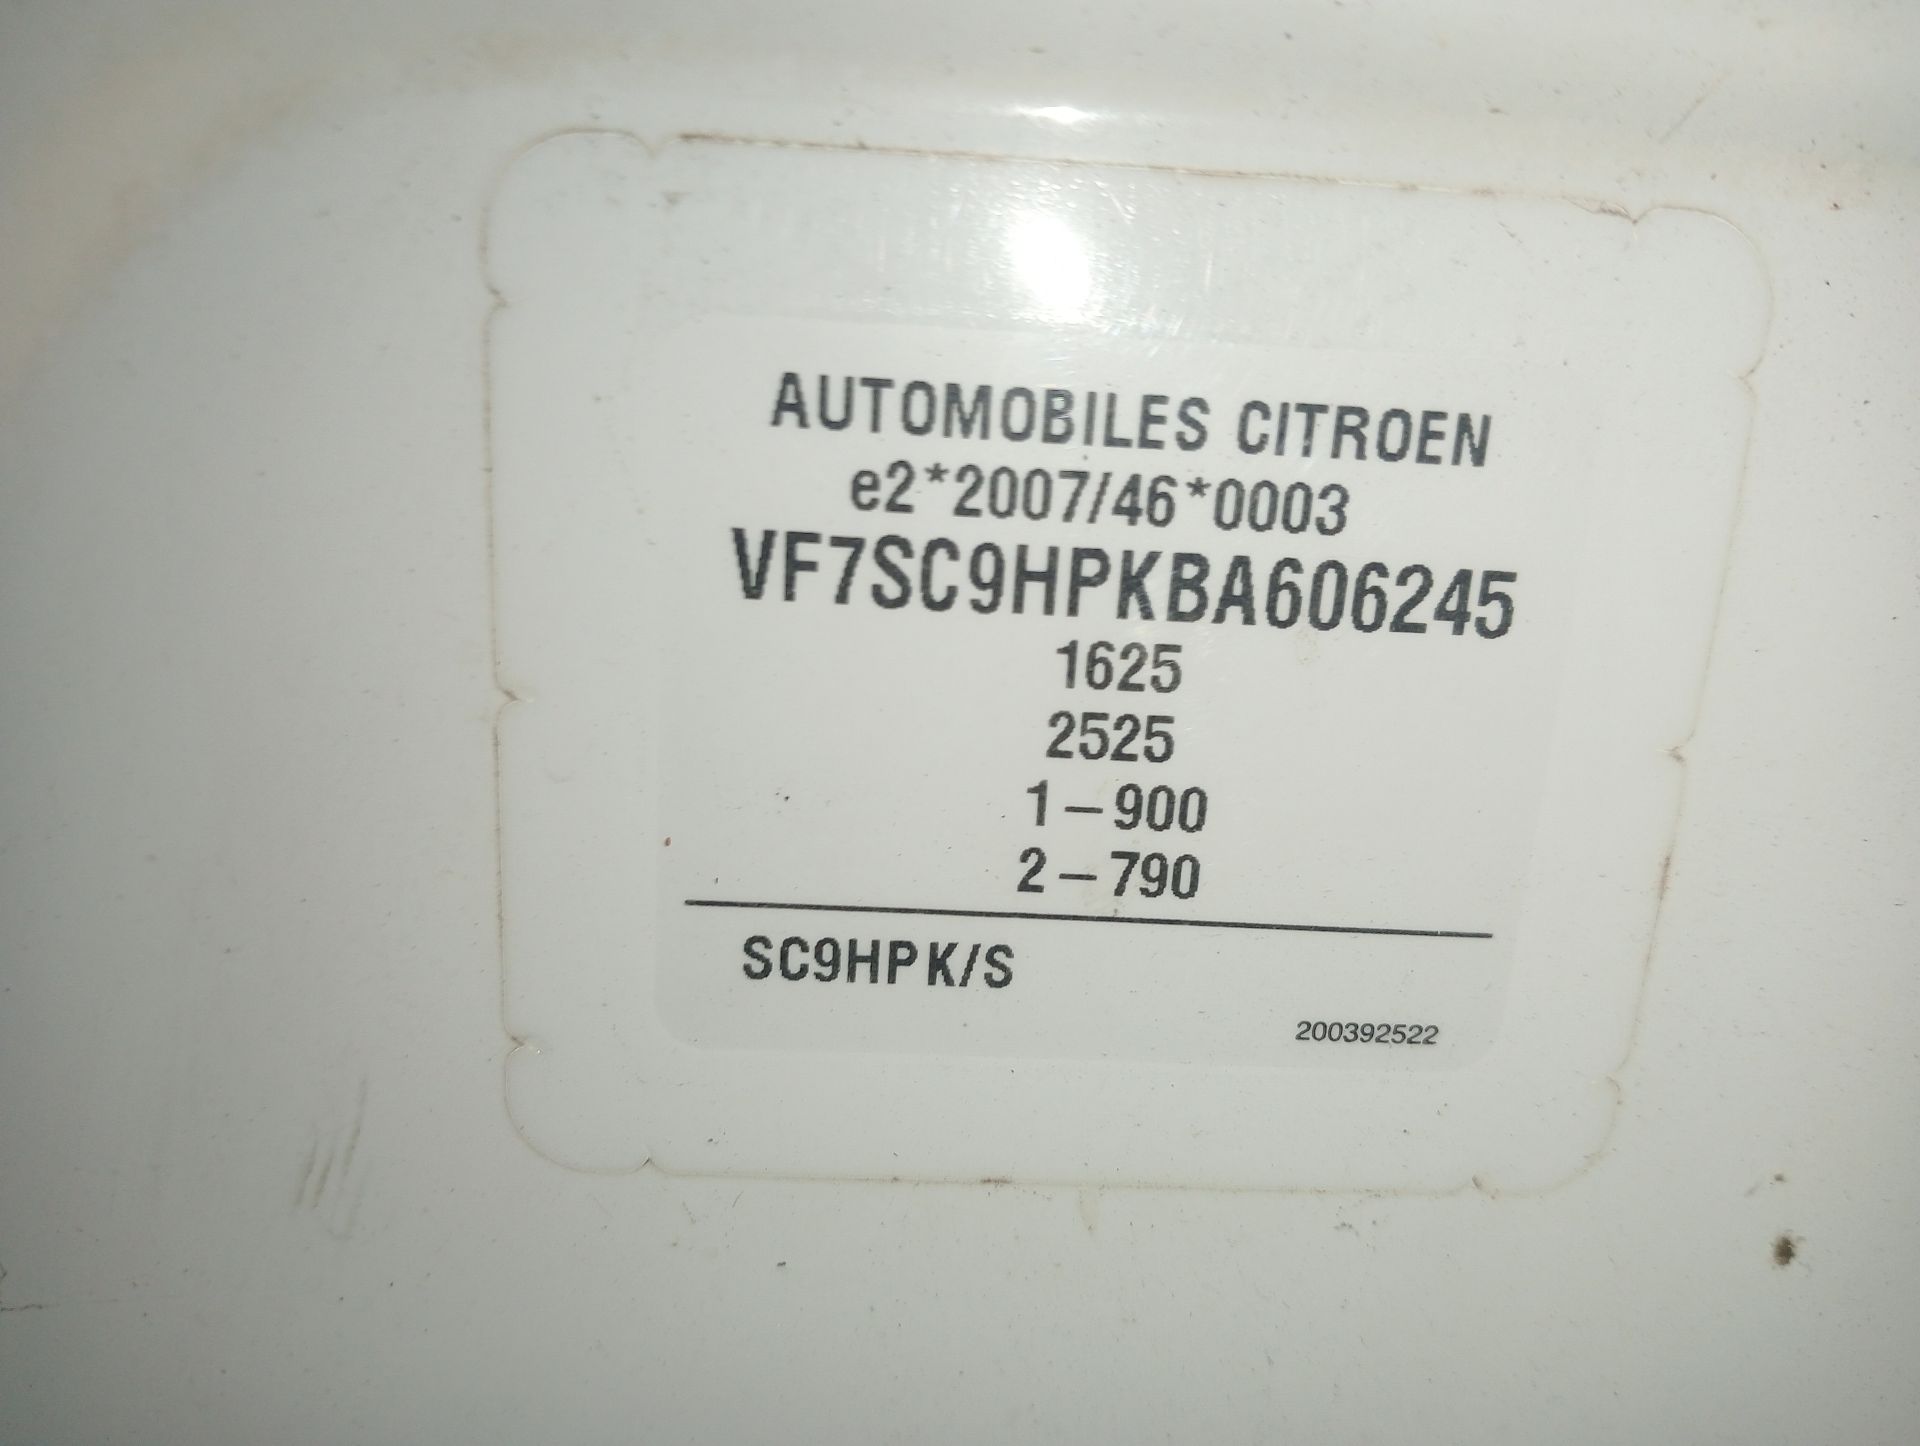 AUTOMOBILES CITROEN
e2*2007/46*0003
VF7SC9HPKBA606245
1625
2525
1-900
2-790
SC9HPK/S
200392522